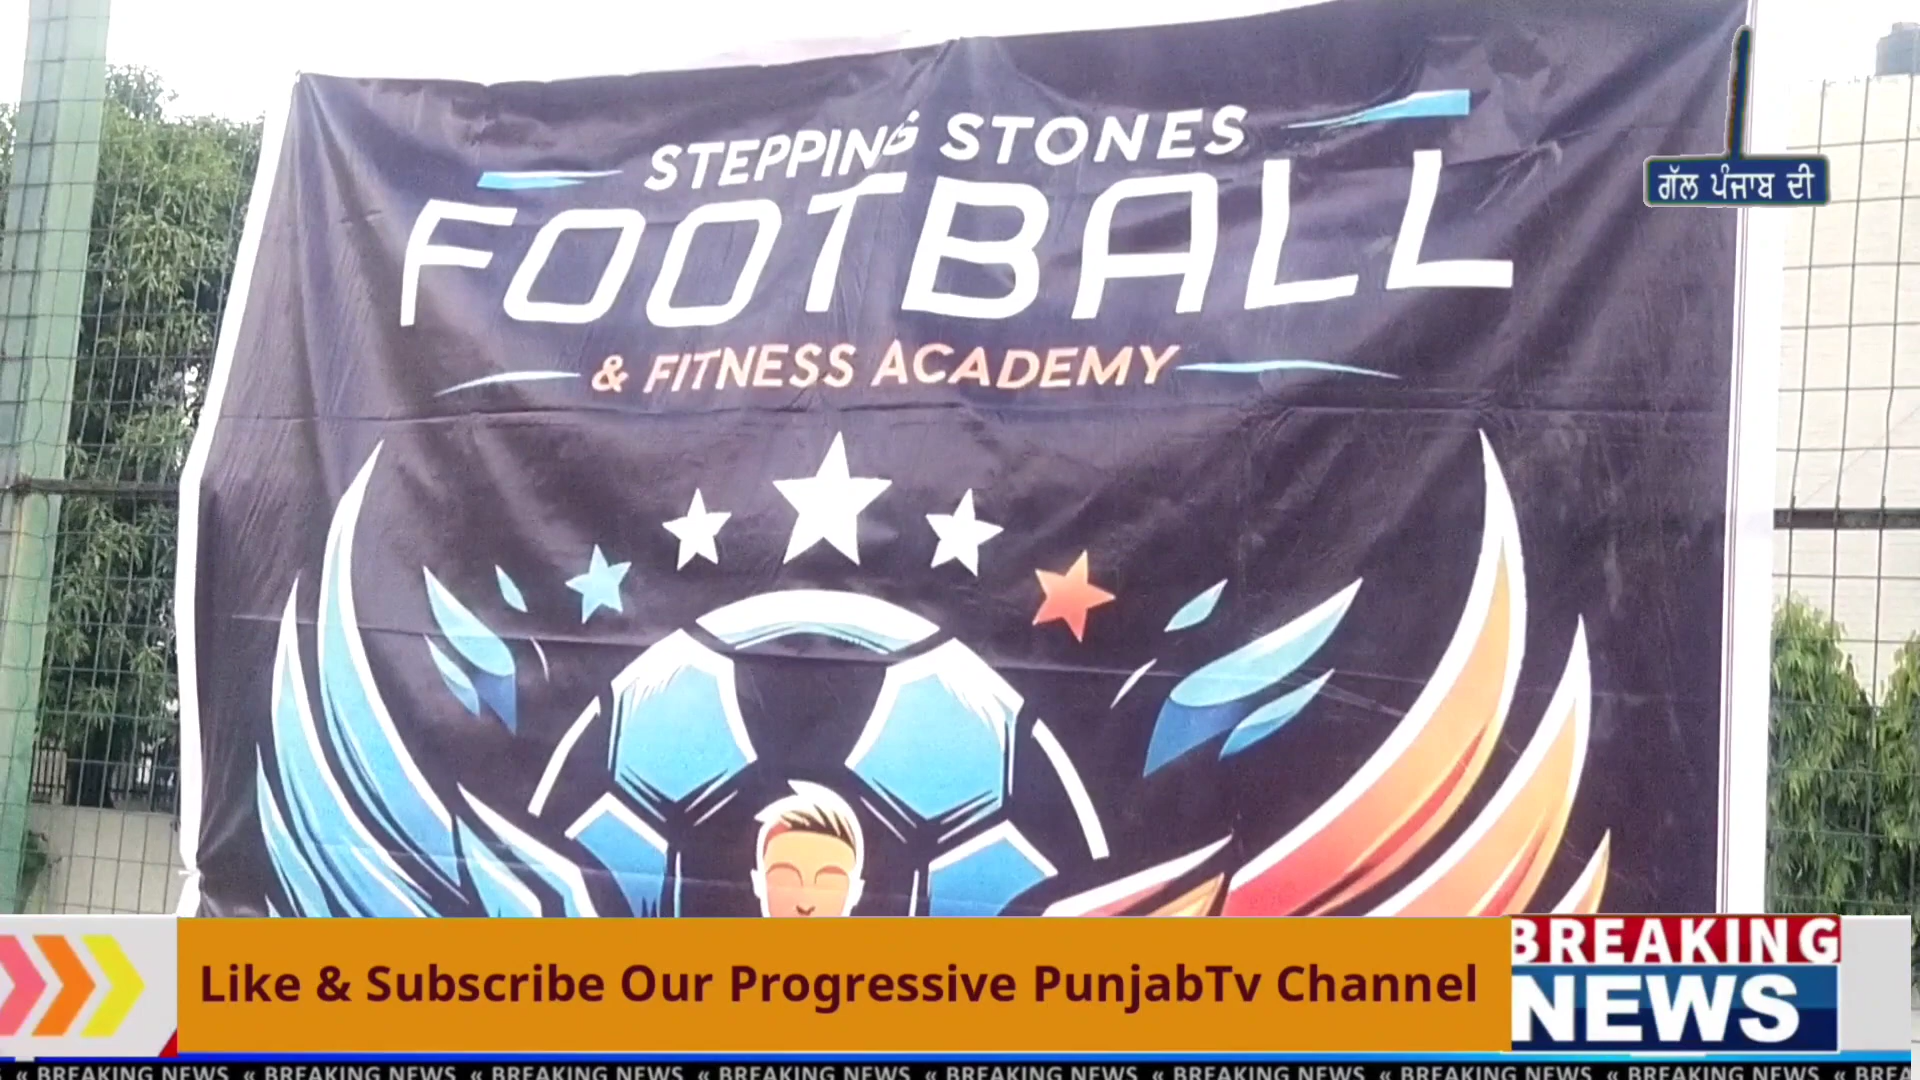 STEPPING STONES
FOOTBALL
& FITNESS ACADEMY
ਗੱਲ ਪੰਜਾਬ ਦੀ
Like & Subscribe Our Progressive PunjabTv Channel
BREAKING
NEWS
« BREAKING NEWS « BREAKING NEWS « BREAKING NEWS « BREAKING NEWS « BREAKING NEWS « BREAKING NEWS « BREAKING NEWS « BREAKING NEWS « BREA